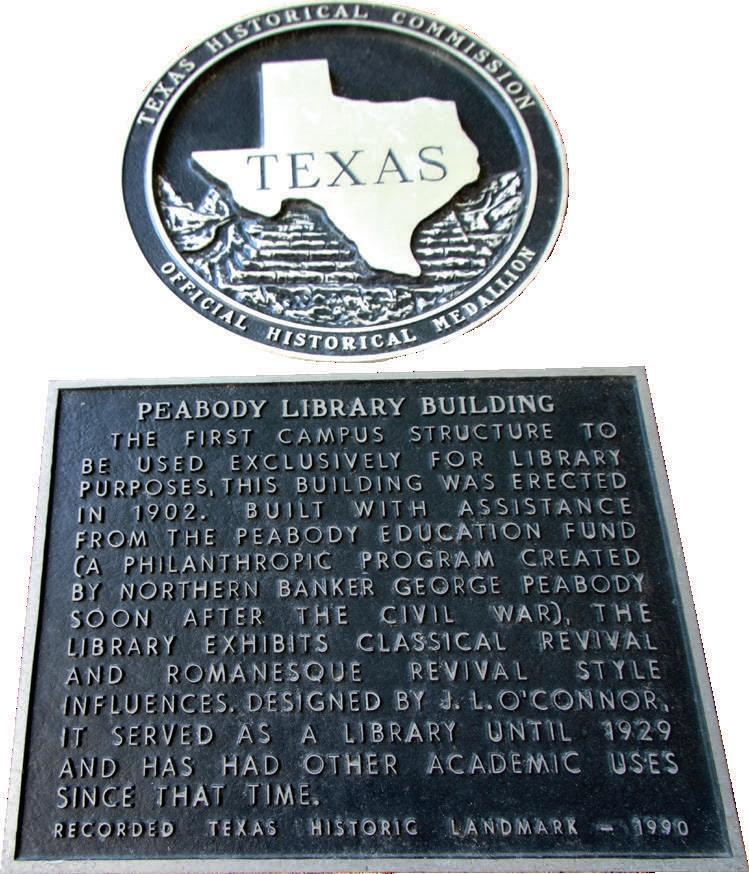 TEXAS HISTORICAL COMMISSION
TEXAS
OFFICIAL HISTORICAL MEDALLION
PEABODY LIBRARY BUILDING
THE FIRST CAMPUS STRUCTURE TO
BE USED EXCLUSIVELY FOR LIBRARY
PURPOSES, THIS BUILDING WAS ERECTED
IN 1902. BUILT WITH ASSISTANCE
FROM THE PEABODY EDUCATION FUND
(A PHILANTHROPIC PROGRAM CREATED
BY NORTHERN BANKER GEORGE PEABODY
SOON AFTER THE CIVIL WAR), THE
LIBRARY EXHIBITS CLASSICAL REVIVAL
AND ROMANESQUE REVIVAL STYLE
INFLUENCES. DESIGNED BY J. L. O'CONNOR,
IT SERVED AS A LIBRARY UNTIL 1929
AND HAS HAD OTHER ACADEMIC USES
SINCE THAT TIME.
RECORDED TEXAS HISTORIC LANDMARK – 1990